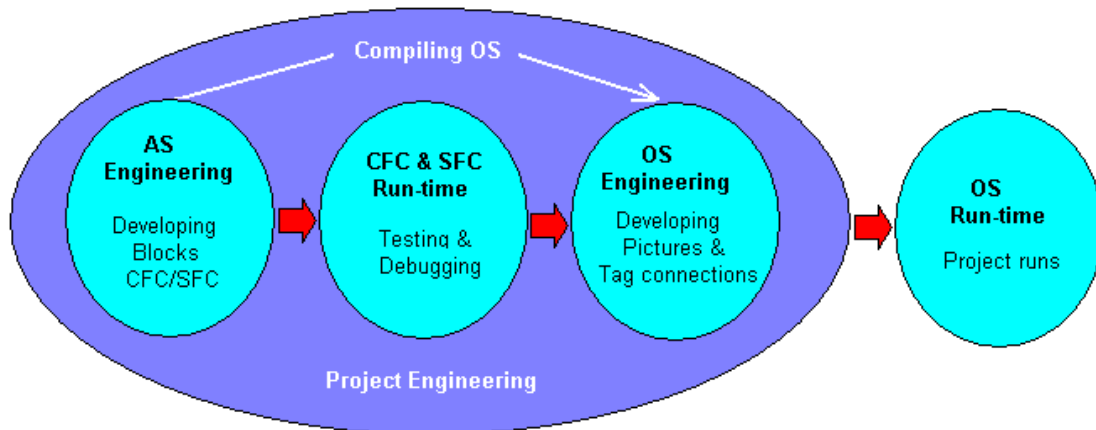 Compiling OS
AS
Engineering
Developing
Blocks
CFC/SFC
CFC & SFC
Run-time
Testing &
Debugging
OS
Engineering
Developing
Pictures &
Tag connections
OS
Run-time
Project runs
Project Engineering